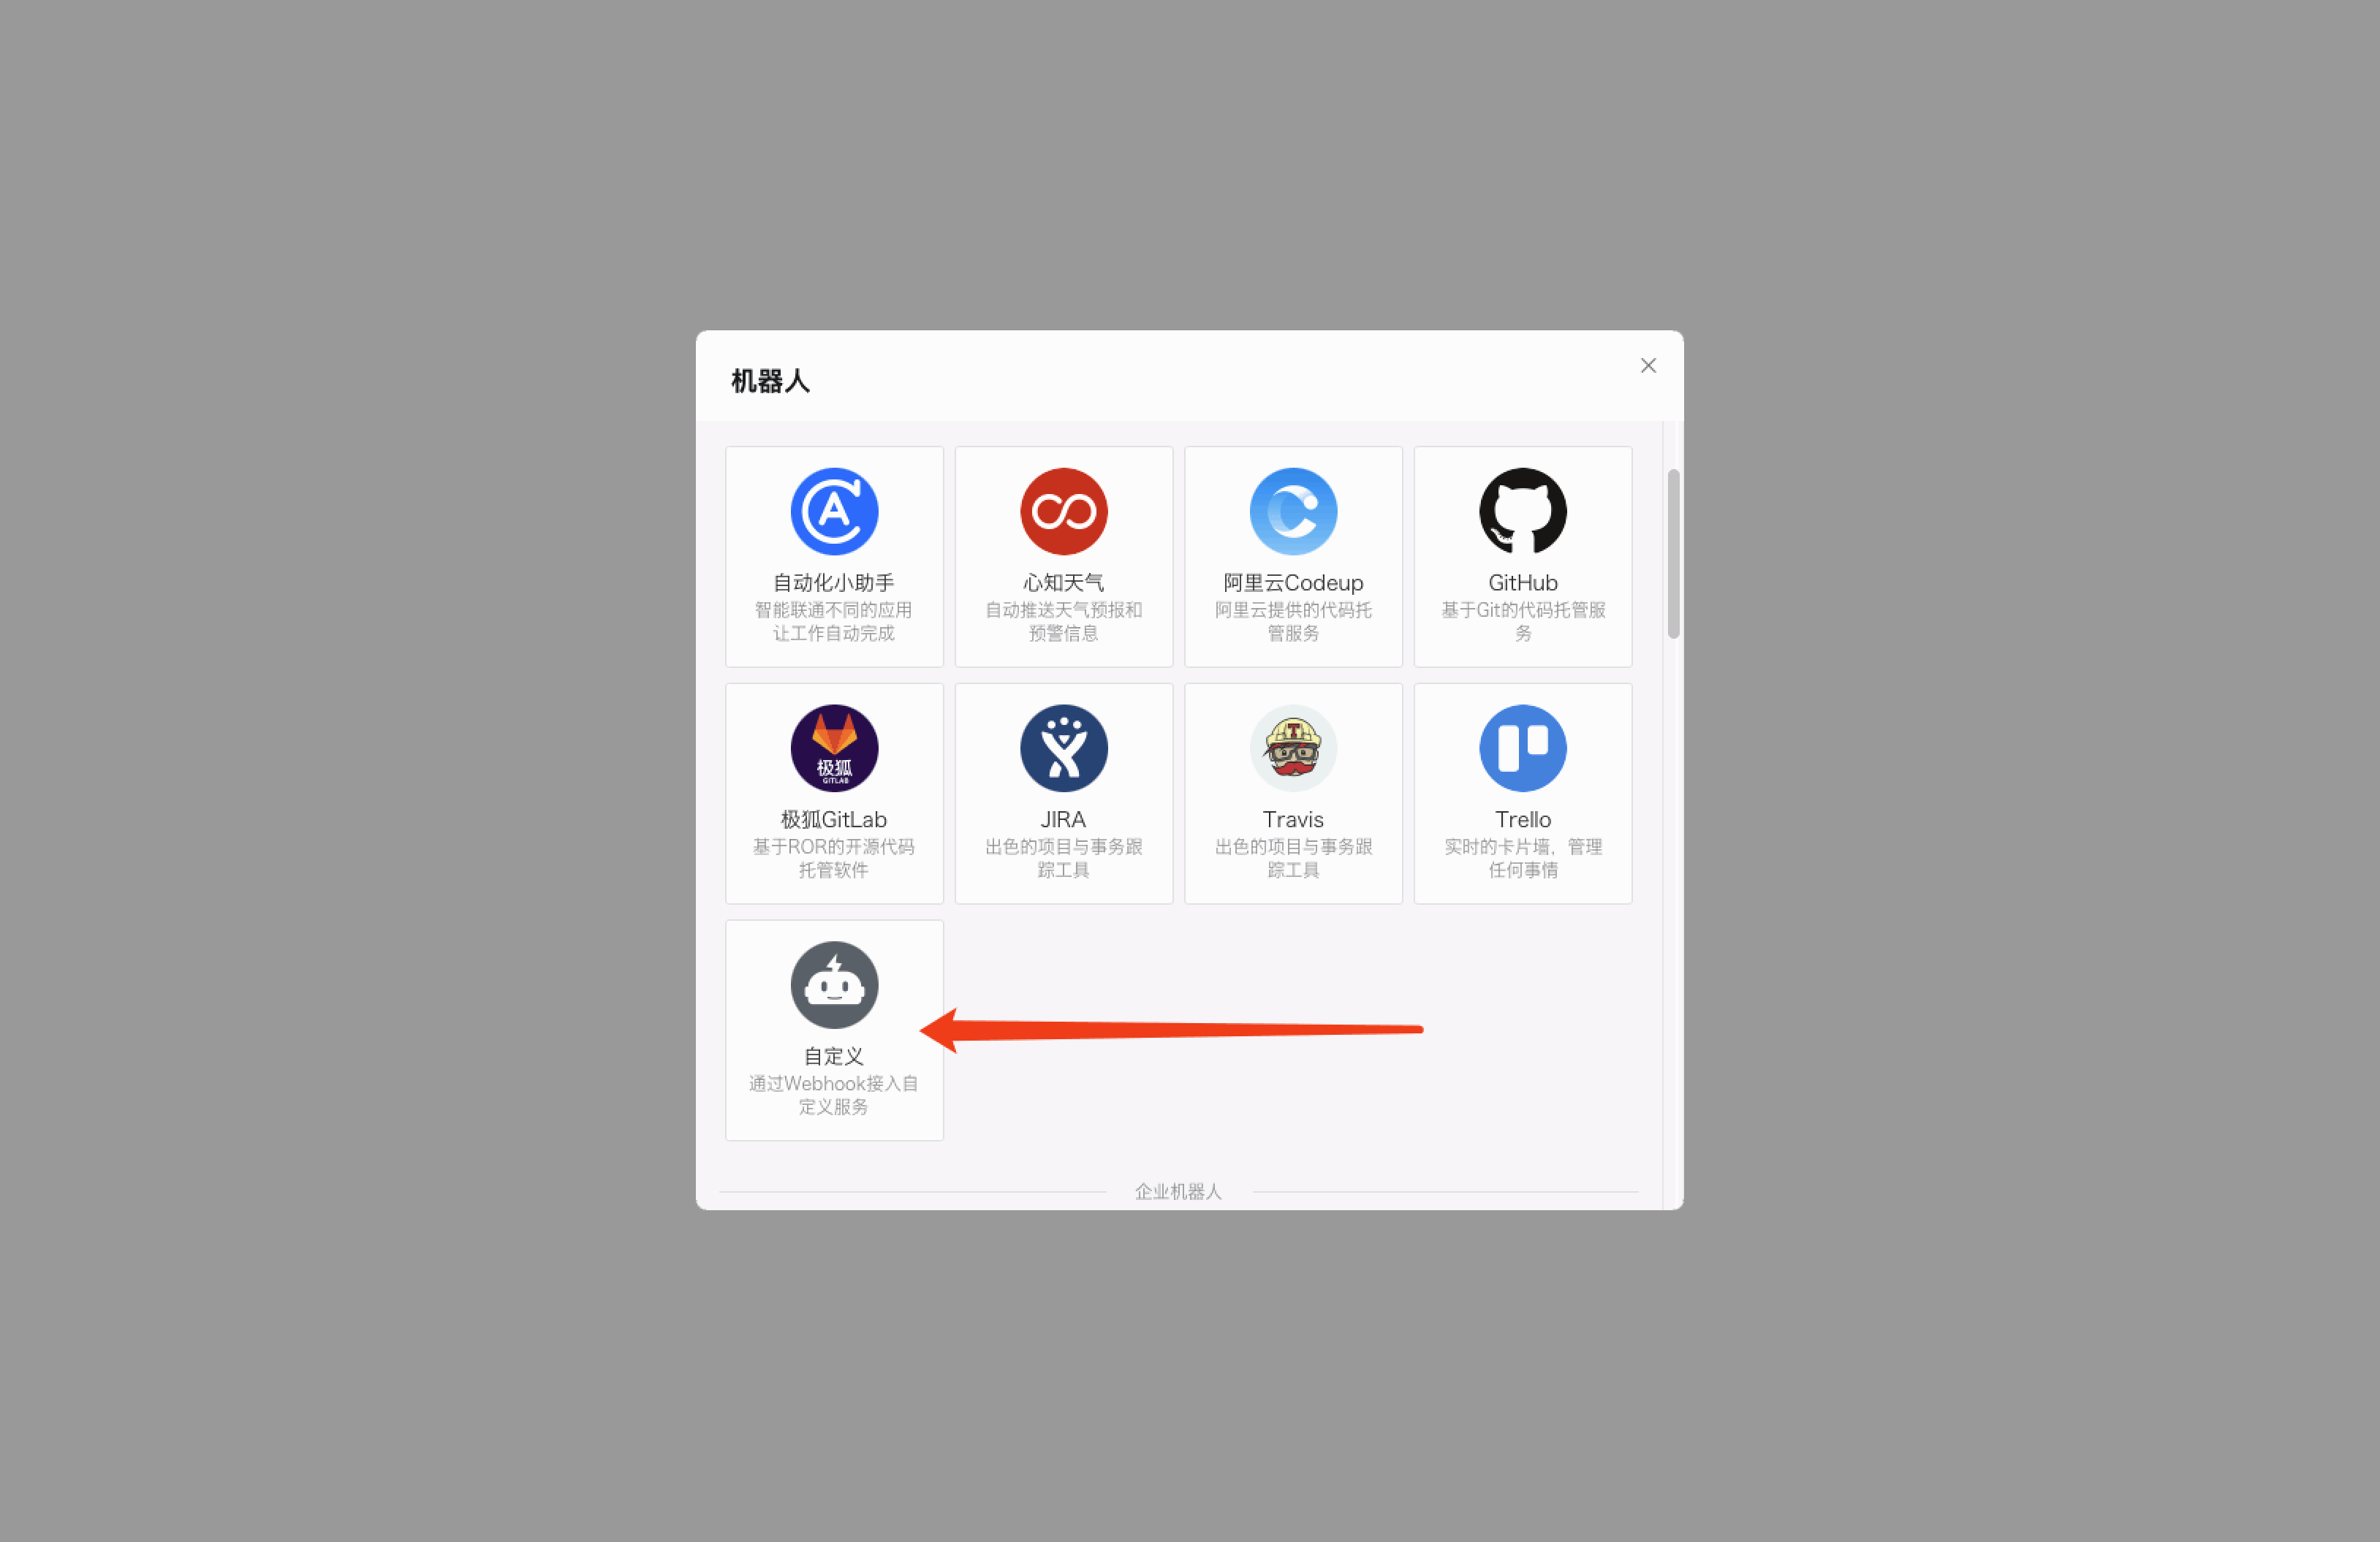 机器人
自动化小助手
智能联通不同的应用
让工作自动完成
心知天气
自动推送天气预报和
预警信息
阿里云Codeup
阿里云提供的代码托
管服务
GitHub
基于Git的代码托管服
务
极狐
GITLAB
极狐GitLab
基于ROR的开源代码
托管软件
JIRA
出色的项目与事务跟
踪工具
T
Travis
出色的项目与事务跟
踪工具
Trello
实时的卡片墙，管理
任何事情
自定义
通过Webhook接入自
定义服务
企业机器人